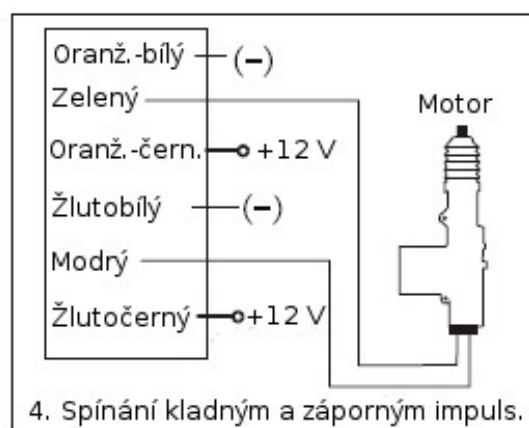 Oranž.-bílý (−)
Zelený
Motor
Oranž.-čern. +12 V
Žlutobílý (−)
Modrý
Žlutočerný +12 V
4. Spínání kladným a záporným impuls.